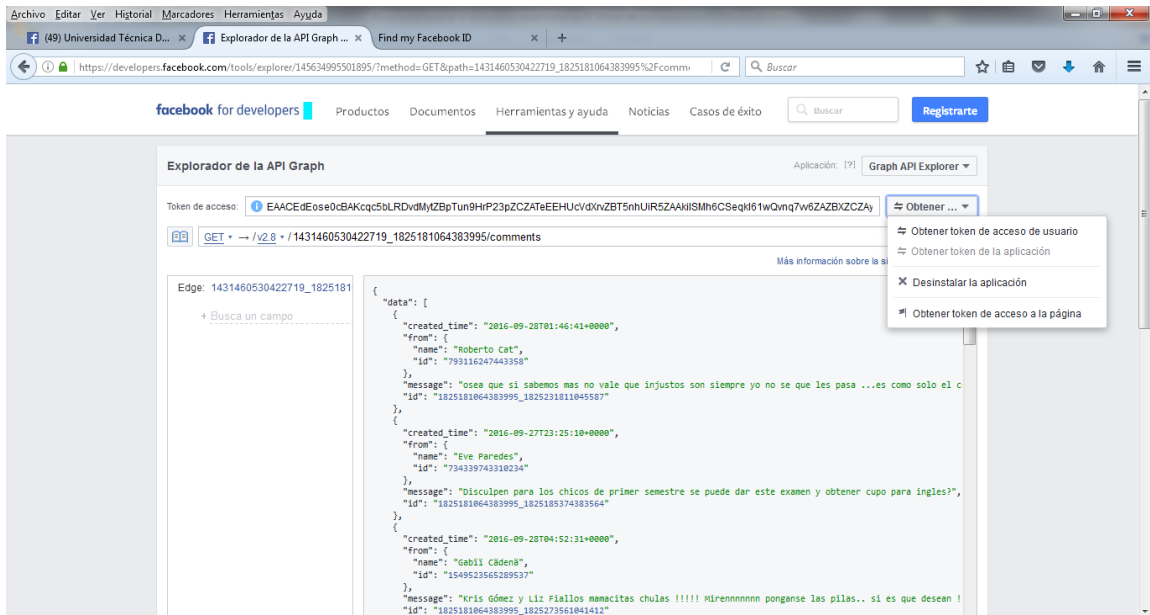 Archivo Editar Ver Historial Marcadores Herramientas Ayuda
(49) Universidad Técnica D... × Explorador de la API Graph ... × Find my Facebook ID × +
https://developers.facebook.com/tools/explorer/145634995501895/?method=GET&path=1431460530422719_1825181064383995%2Fcomme Buscar
facebook for developers Productos Documentos Herramientas y ayuda Noticias Casos de éxito Buscar Registrarte
Explorador de la API Graph Aplicación: [?] Graph API Explorer
Token de acceso: Obtener ...
GET → /v2.8 /1431460530422719_1825181064383995/comments
Obtener token de acceso de usuario
Obtener token de la aplicación
Desinstalar la aplicación
Obtener token de acceso a la página
Más información sobre la
Edge: 1431460530422719_182518
+ Busca un campo
{
"data": [
{
"created_time": "2016-09-28T01:46:41+0000",
"from": {
"name": "Roberto Cat",
"id": "793116247443358"
},
"message": "osea que si sabemos mas no vale que injustos son siempre yo no se que les pasa ...es como solo el c
"id": "1825181064383995_1825231811045587"
},
{
"created_time": "2016-09-27T23:25:10+0000",
"from": {
"name": "Eve Paredes",
"id": "734339743310234"
},
"message": "Disculpen para los chicos de primer semestre se puede dar este examen y obtener cupo para ingles?",
"id": "1825181064383995_1825185374383564"
},
{
"created_time": "2016-09-28T04:52:31+0000",
"from": {
"name": "Gabïï Cädenä",
"id": "1549523565289537"
},
"message": "Kris Gómez y Liz Fiallos mamacitas chulas !!!!! Mirennnnnnn ponganse las pilas.. si es que desean !
"id": "1825181064383995_1825273561041412"